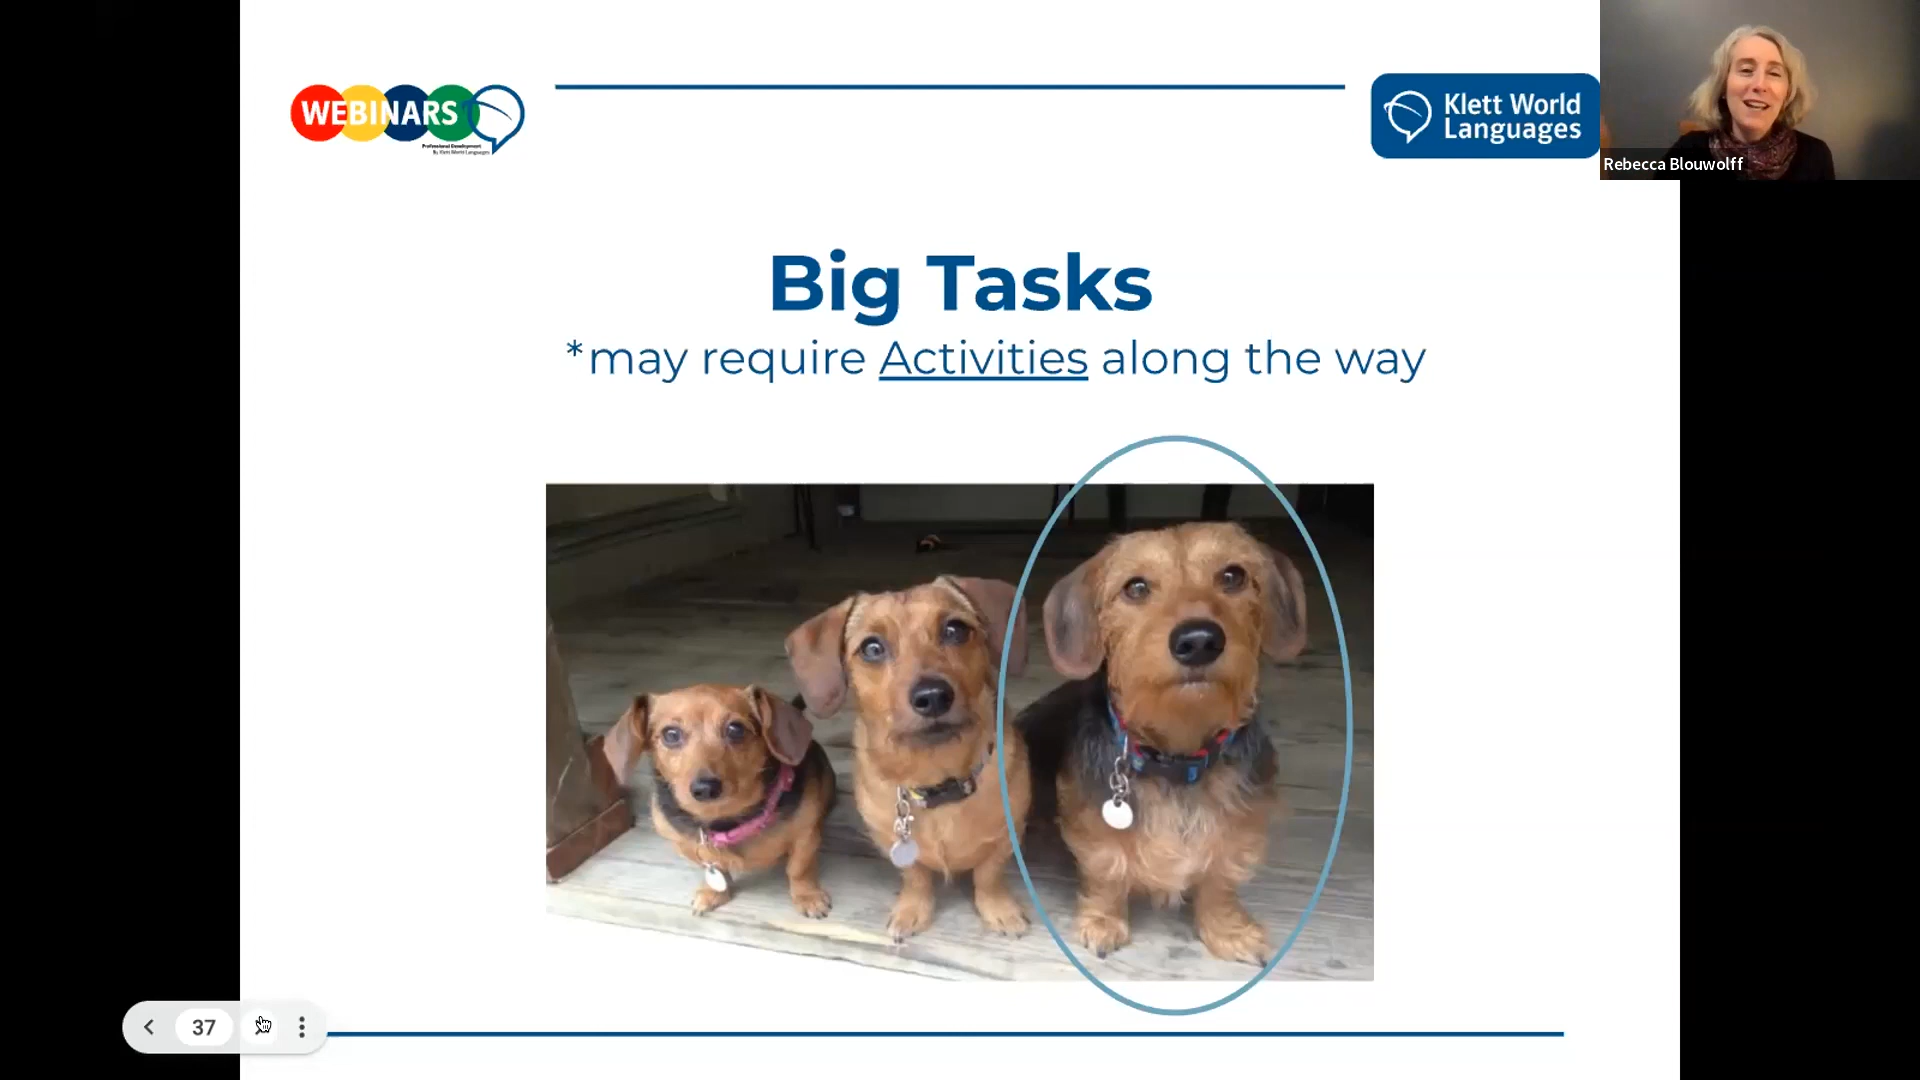 WEBINARS
Professional Development
By Klett World Languages
Klett World
Languages
Rebecca Blouwolff
Big Tasks
*may require Activities along the way
37